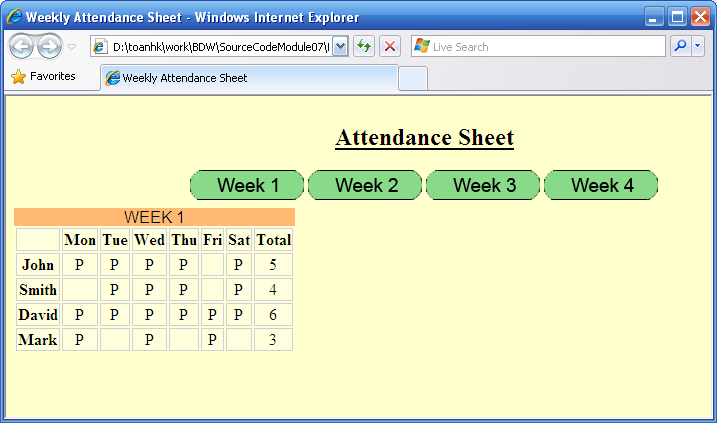 Weekly Attendance Sheet - Windows Internet Explorer
D:\toanhk\work\BDW\SourceCodeModule07\
Live Search
Favorites
Weekly Attendance Sheet
Attendance Sheet
Week 1 Week 2 Week 3 Week 4
WEEK 1
Mon Tue Wed Thu Fri Sat Total
John P P P P P 5
Smith P P P P 4
David P P P P P P 6
Mark P P P 3